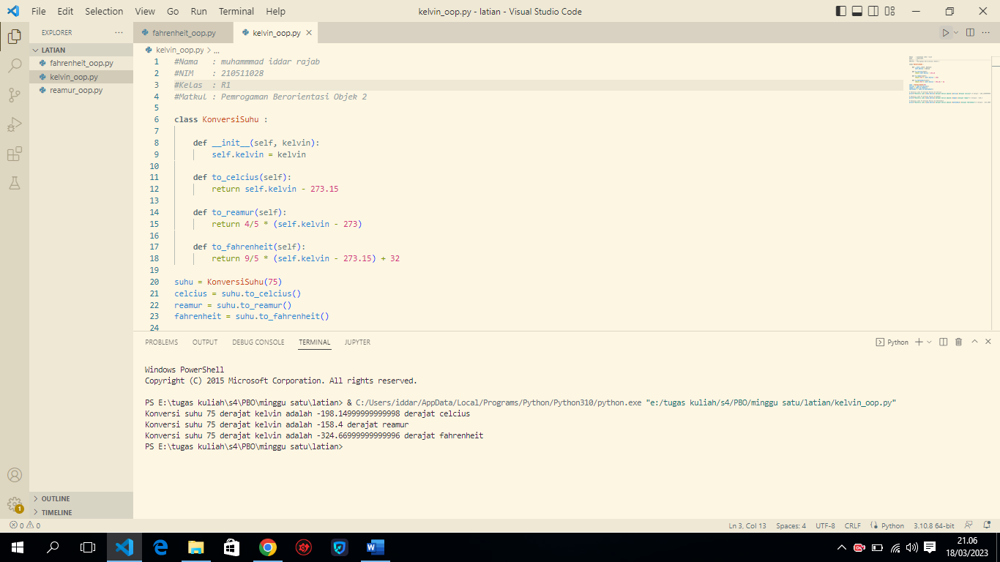 File Edit Selection View Go Run Terminal Help
kelvin_oop.py - latian - Visual Studio Code
EXPLORER
LATIAN
fahrenheit_oop.py
kelvin_oop.py
reamur_oop.py
OUTLINE
TIMELINE
fahrenheit_oop.py kelvin_oop.py
kelvin_oop.py > ...
1 #Nama   : muhammmad iddar rajab
2 #NIM    : 210511028
3 #Kelas  : R1
4 #Matkul : Pemrogaman Berorientasi Objek 2
5
6 class KonversiSuhu :
7
8     def __init__(self, kelvin):
9         self.kelvin = kelvin
10
11     def to_celcius(self):
12         return self.kelvin - 273.15
13
14     def to_reamur(self):
15         return 4/5 * (self.kelvin - 273)
16
17     def to_fahrenheit(self):
18         return 9/5 * (self.kelvin - 273.15) + 32
19
20 suhu = KonversiSuhu(75)
21 celcius = suhu.to_celcius()
22 reamur = suhu.to_reamur()
23 fahrenheit = suhu.to_fahrenheit()
24
PROBLEMS OUTPUT DEBUG CONSOLE TERMINAL JUPYTER
Python
Windows PowerShell
Copyright (C) 2015 Microsoft Corporation. All rights reserved.
PS E:\tugas kuliah\s4\PBO\minggu satu\latian> & C:/Users/iddar/AppData/Local/Programs/Python/Python310/python.exe "e:/tugas kuliah/s4/PBO/minggu satu/latian/kelvin_oop.py"
Konversi suhu 75 derajat kelvin adalah -198.14999999999998 derajat celcius
Konversi suhu 75 derajat kelvin adalah -158.4 derajat reamur
Konversi suhu 75 derajat kelvin adalah -324.66999999999996 derajat fahrenheit
PS E:\tugas kuliah\s4\PBO\minggu satu\latian>
1
0 0
Ln 3, Col 13 Spaces: 4 UTF-8 CRLF Python 3.10.8 64-bit
21.06
18/03/2023